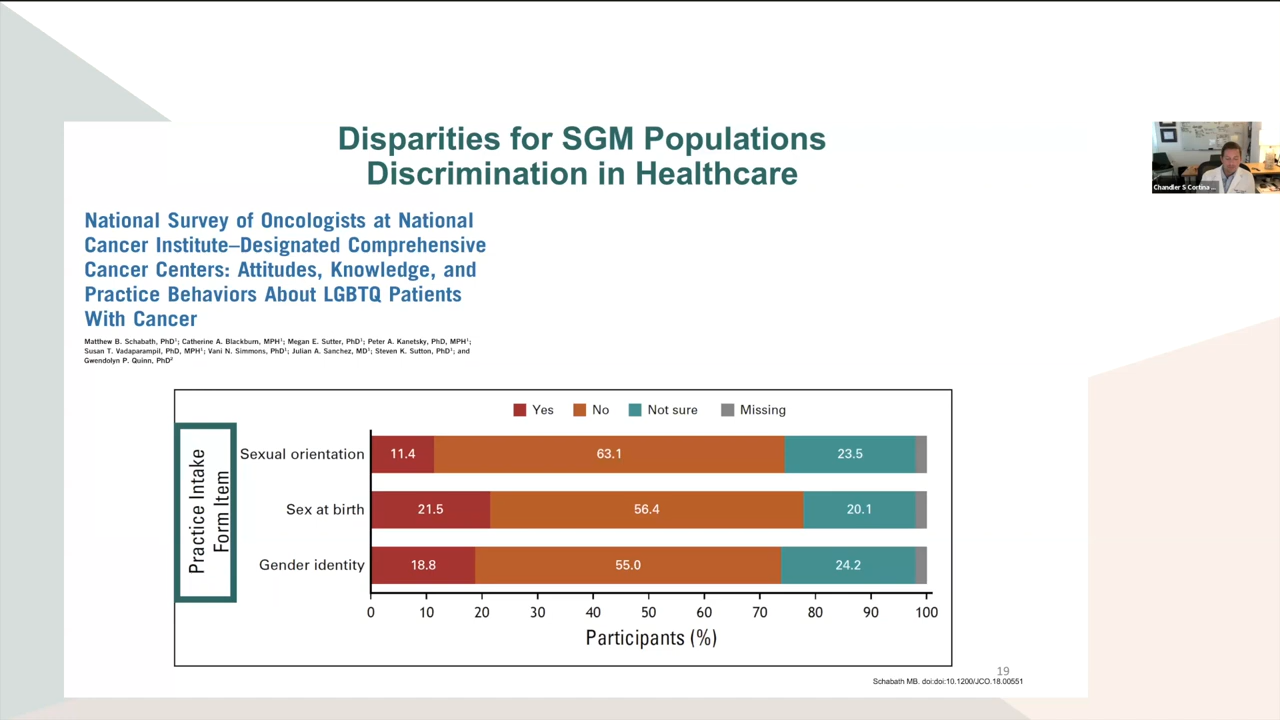 Disparities for SGM Populations
Discrimination in Healthcare
National Survey of Oncologists at National
Cancer Institute–Designated Comprehensive
Cancer Centers: Attitudes, Knowledge, and
Practice Behaviors About LGBTQ Patients
With Cancer
Matthew B. Schabath, PhD¹; Catherine A. Blackburn, MPH¹; Megan E. Sutter, PhD¹; Peter A. Kanetsky, PhD, MPH¹;
Susan T. Vadaparampil, PhD, MPH¹; Vani N. Simmons, PhD¹; Julian A. Sanchez, MD¹; Steven K. Sutton, PhD¹; and
Gwendolyn P. Quinn, PhD²
Chandler S Cortina ...
Yes No Not sure Missing
Practice Intake
Form Item
Sexual orientation 11.4 63.1 23.5
Sex at birth 21.5 56.4 20.1
Gender identity 18.8 55.0 24.2
0 10 20 30 40 50 60 70 80 90 100
Participants (%)
19
Schabath MB. doi:doi:10.1200/JCO.18.00551